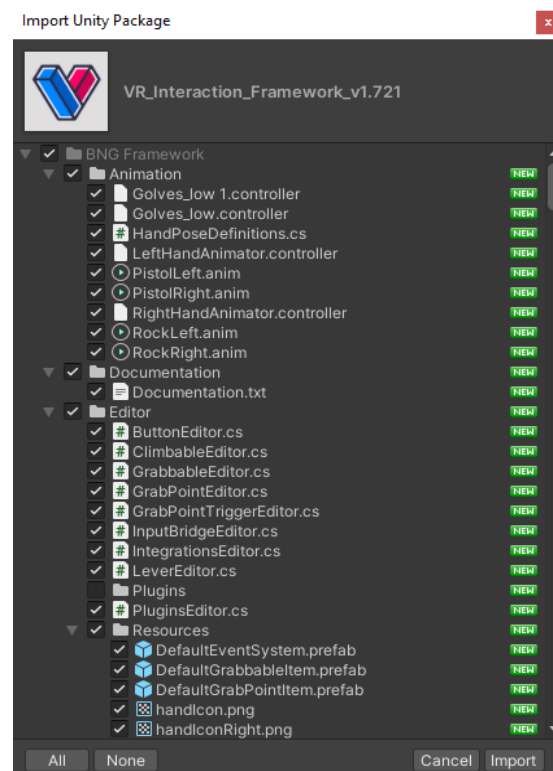 Import Unity Package
x
VR_Interaction_Framework_v1.721
BNG Framework
Animation NEW
Golves_low 1.controller NEW
Golves_low.controller NEW
# HandPoseDefinitions.cs NEW
LeftHandAnimator.controller NEW
PistolLeft.anim NEW
PistolRight.anim NEW
RightHandAnimator.controller NEW
RockLeft.anim NEW
RockRight.anim NEW
Documentation NEW
Documentation.txt NEW
Editor NEW
# ButtonEditor.cs NEW
# ClimbableEditor.cs NEW
# GrabbableEditor.cs NEW
# GrabPointEditor.cs NEW
# GrabPointTriggerEditor.cs NEW
# InputBridgeEditor.cs NEW
# IntegrationsEditor.cs NEW
# LeverEditor.cs NEW
Plugins NEW
# PluginsEditor.cs NEW
Resources NEW
DefaultEventSystem.prefab NEW
DefaultGrabbableItem.prefab NEW
DefaultGrabPointItem.prefab NEW
handIcon.png NEW
handIconRight.png NEW
All None Cancel Import